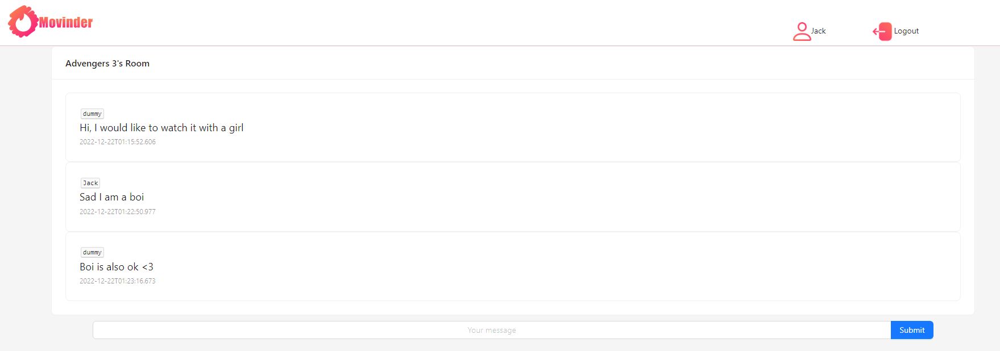 Movinder
Jack
Logout
Advengers 3's Room
dummy
Hi, I would like to watch it with a girl
2022-12-22T01:15:52.606
Jack
Sad I am a boi
2022-12-22T01:22:50.977
dummy
Boi is also ok <3
2022-12-22T01:23:16.673
Your message
Submit